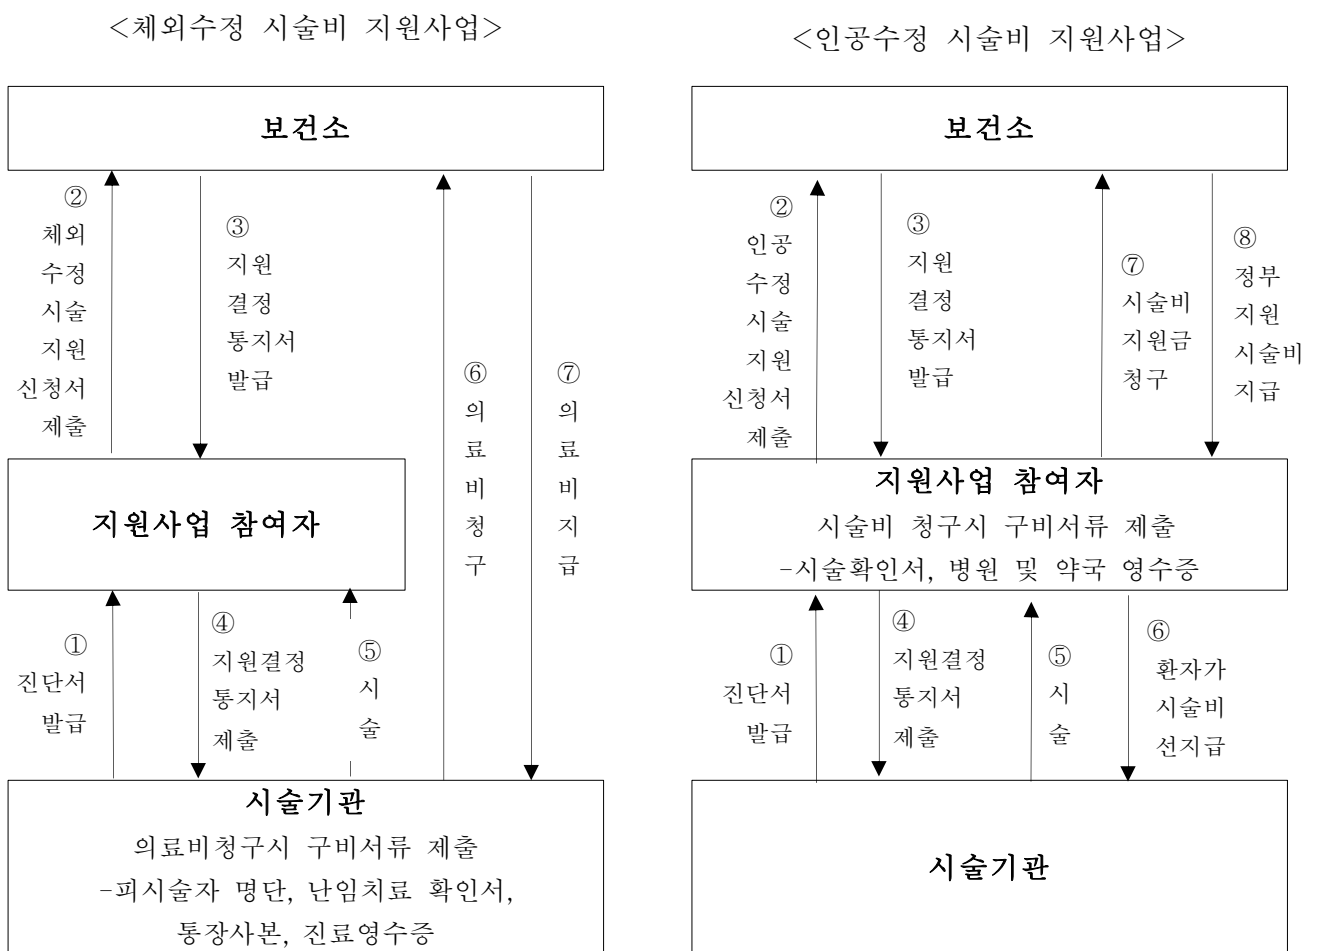 <체외수정 시술비 지원사업>
보건소
②
체외
수정
시술
지원
신청서
제출
③
지원
결정
통지서
발급
⑥
의
료
비
청
구
⑦
의
료
비
지
급
지원사업 참여자
①
진단서
발급
④
지원결정
통지서
제출
⑤
시
술
시술기관
의료비청구시 구비서류 제출
-피시술자 명단, 난임치료 확인서,
통장사본, 진료영수증
<인공수정 시술비 지원사업>
보건소
②
인공
수정
시술
지원
신청서
제출
③
지원
결정
통지서
발급
⑦
시술비
지원금
청구
⑧
정부
지원
시술비
지급
지원사업 참여자
시술비 청구시 구비서류 제출
-시술확인서, 병원 및 약국 영수증
①
진단서
발급
④
지원결정
통지서
제출
⑤
시
술
⑥
환자가
시술비
선지급
시술기관